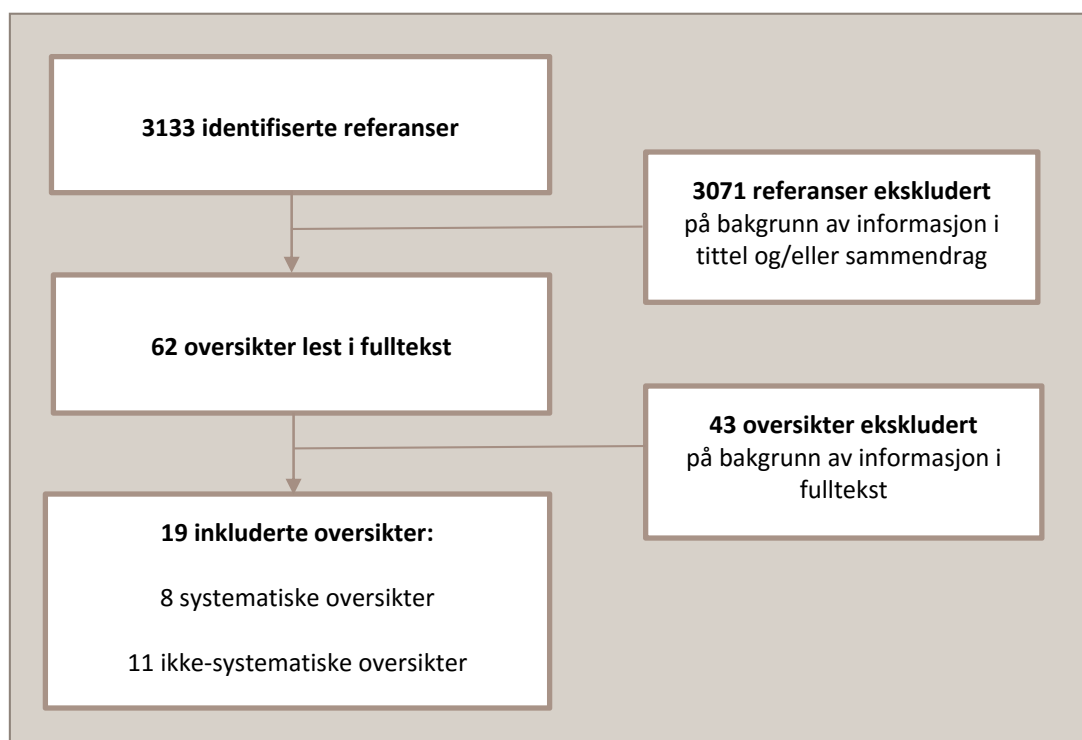 3133 identifiserte referanser
3071 referanser ekskludert
på bakgrunn av informasjon i
tittel og/eller sammendrag
62 oversikter lest i fulltekst
43 oversikter ekskludert
på bakgrunn av informasjon i
fulltekst
19 inkluderte oversikter:
8 systematiske oversikter
11 ikke-systematiske oversikter